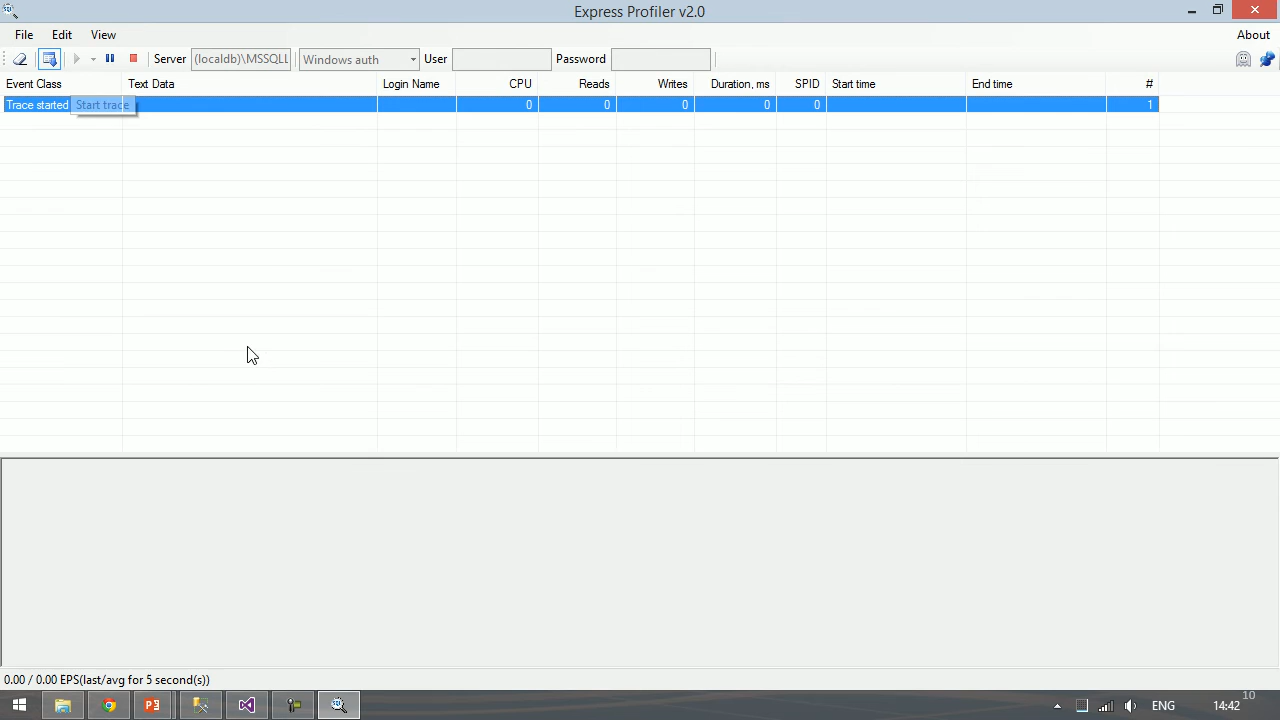 Express Profiler v2.0
File Edit View About
Server (localdb)\MSSQLL Windows auth User Password
Event Class Text Data Login Name CPU Reads Writes Duration, ms SPID Start time End time #
Trace started Start trace 0 0 0 0 0 1
0.00 / 0.00 EPS(last/avg for 5 second(s))
10
ENG 14:42